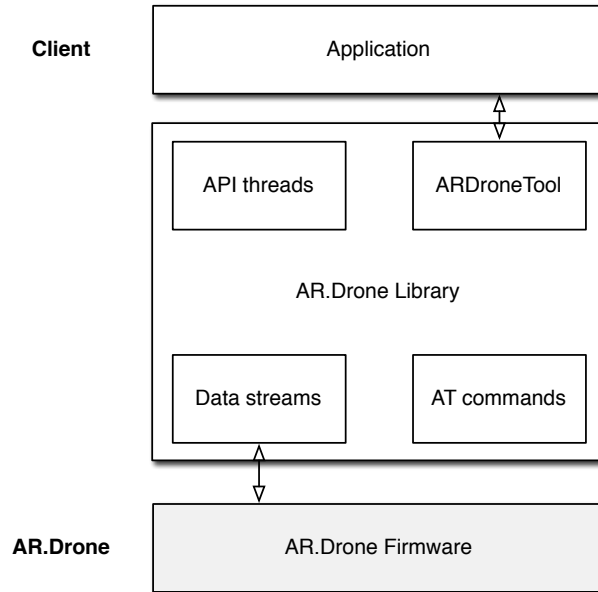 Client
Application
API threads
ARDroneTool
AR.Drone Library
Data streams
AT commands
AR.Drone
AR.Drone Firmware